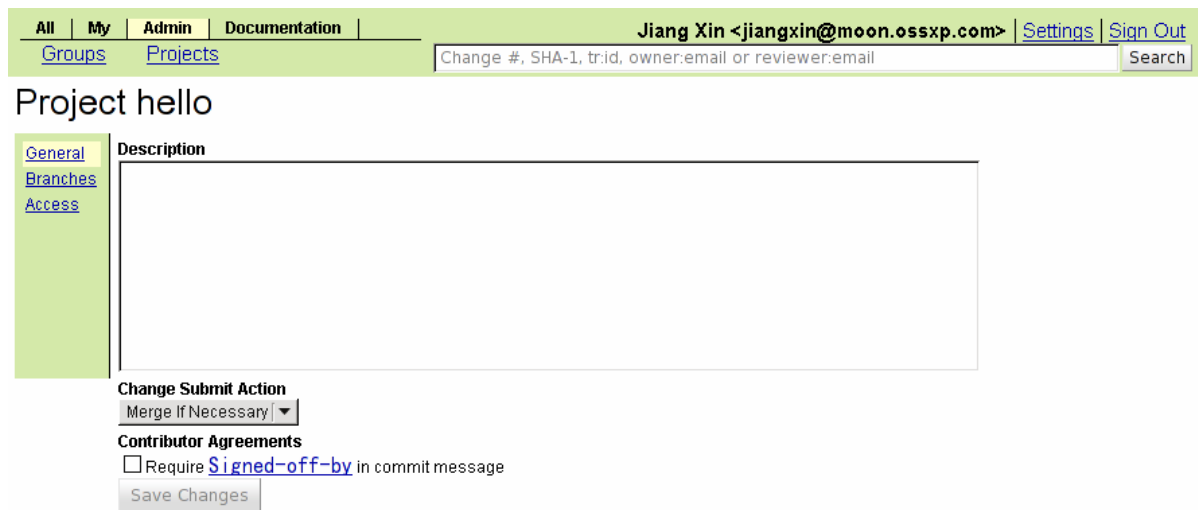 All My Admin Documentation
Jiang Xin <jiangxin@moon.ossxp.com> Settings Sign Out
Groups Projects
Change #, SHA-1, tr:id, owner:email or reviewer:email Search
Project hello
General
Branches
Access
Description
Change Submit Action
Merge If Necessary
Contributor Agreements
Require Signed-off-by in commit message
Save Changes